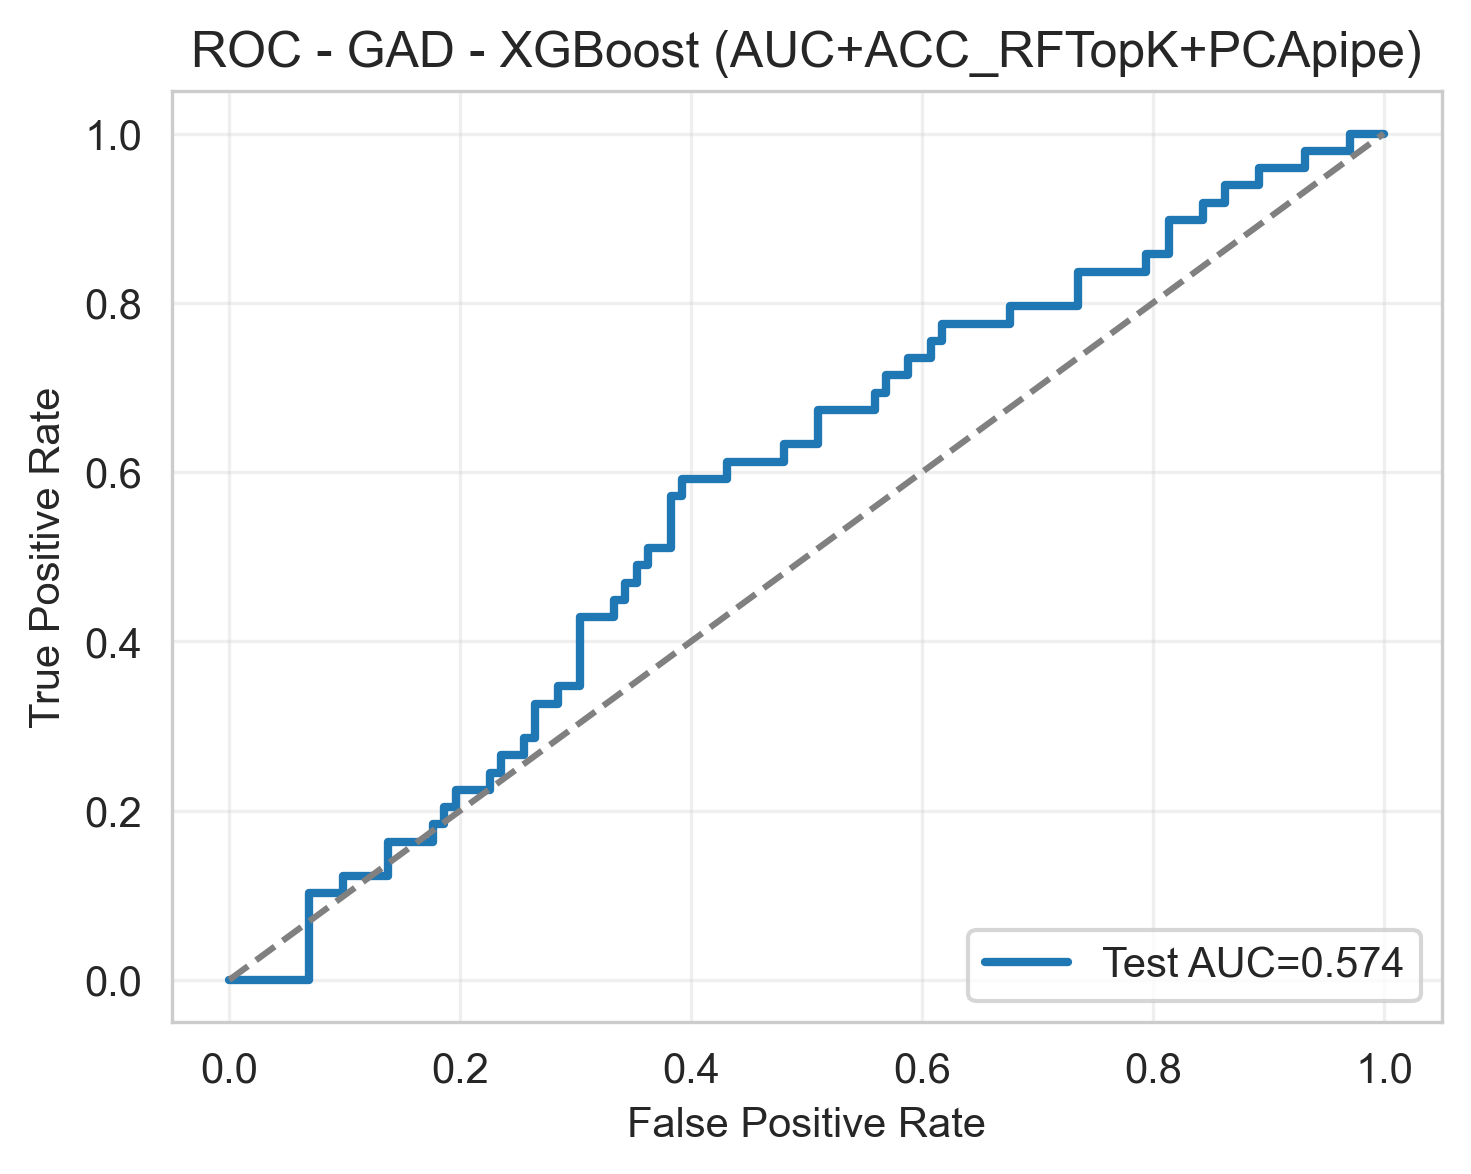 ROC - GAD - XGBoost (AUC+ACC_RFTopK+PCApipe)
True Positive Rate
1.0
0.8
0.6
0.4
0.2
0.0
Test AUC=0.574
0.0 0.2 0.4 0.6 0.8 1.0
False Positive Rate